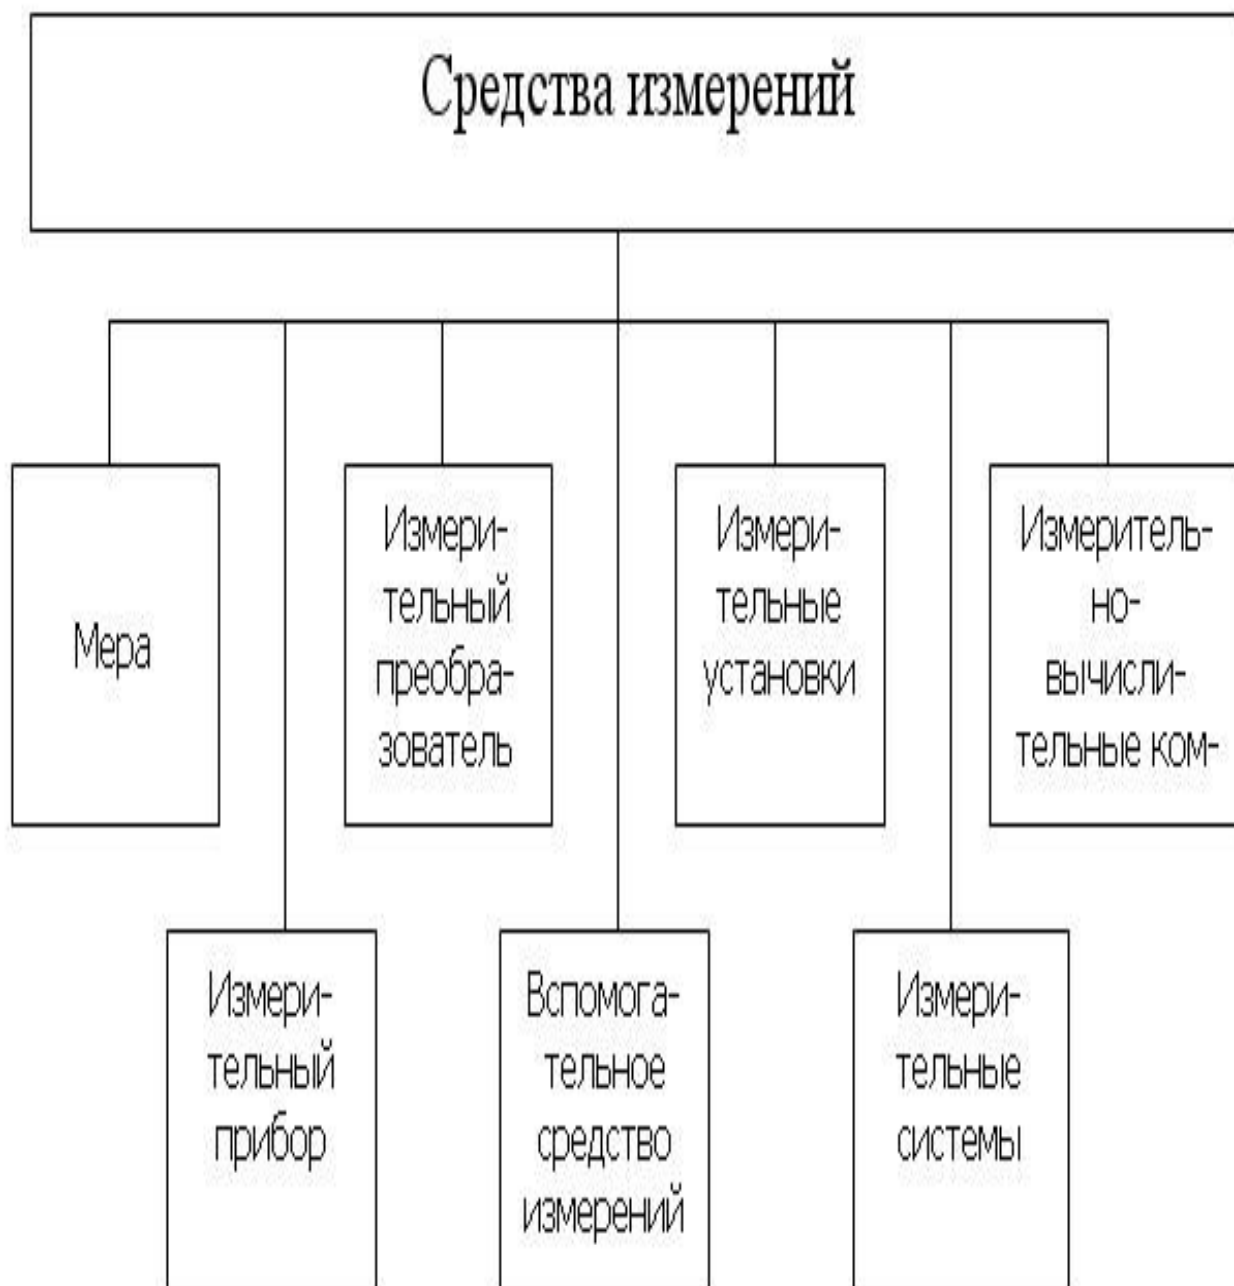 Средства измерений
Мера
Измери-
тельный
преобра-
зователь
Измери-
тельные
установки
Измеритель-
но-
вычисли-
тельные ком-
Измери-
тельный
прибор
Вспомога-
тельное
средство
измерений
Измери-
тельные
системы